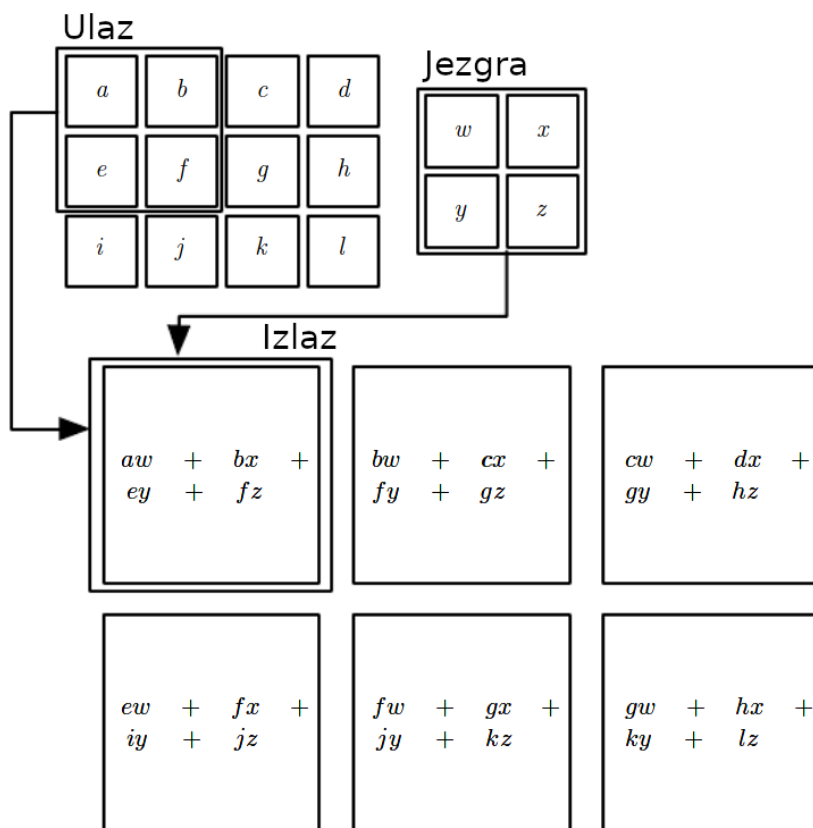 Ulaz
Jezgra
a b c d
w x
e f g h
y z
i j k l
Izlaz
aw + bx +
ey + fz
bw + cx +
fy + gz
cw + dx +
gy + hz
ew + fx +
iy + jz
fw + gx +
jy + kz
gw + hx +
ky + lz